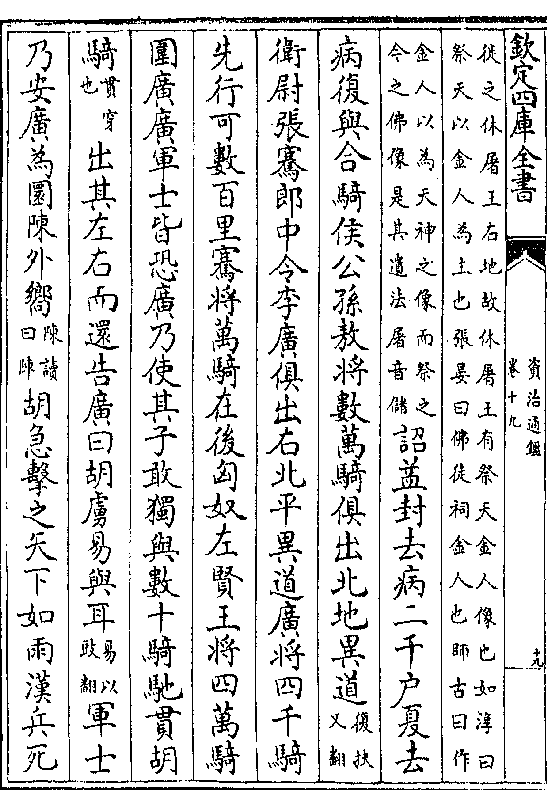 欽定四庫全書
資治通鑑
卷十九
十九
徙之休屠王右地故休屠王有祭天金人像也如淳曰
祭天以金人為主也張晏曰佛徒祠金人也師古曰作
金人以為天神之像而祭之
今之佛像是其遺法屠音儲
詔益封去病二千户夏去
病復與合騎侯公孫敖將數萬騎俱出北地異道
復扶
又翻
衛尉張騫郎中令李廣俱出右北平異道廣將四千騎
先行可數百里騫將萬騎在後匈奴左賢王將四萬騎
圍廣廣軍士皆恐廣乃使其子敢獨與數十騎馳貫胡
騎
貫穿
也
出其左右而還告廣曰胡虜易與耳
易以
豉翻
軍士
乃安廣為圜陳外嚮
陳讀
曰陣
胡急擊之矢下如雨漢兵死